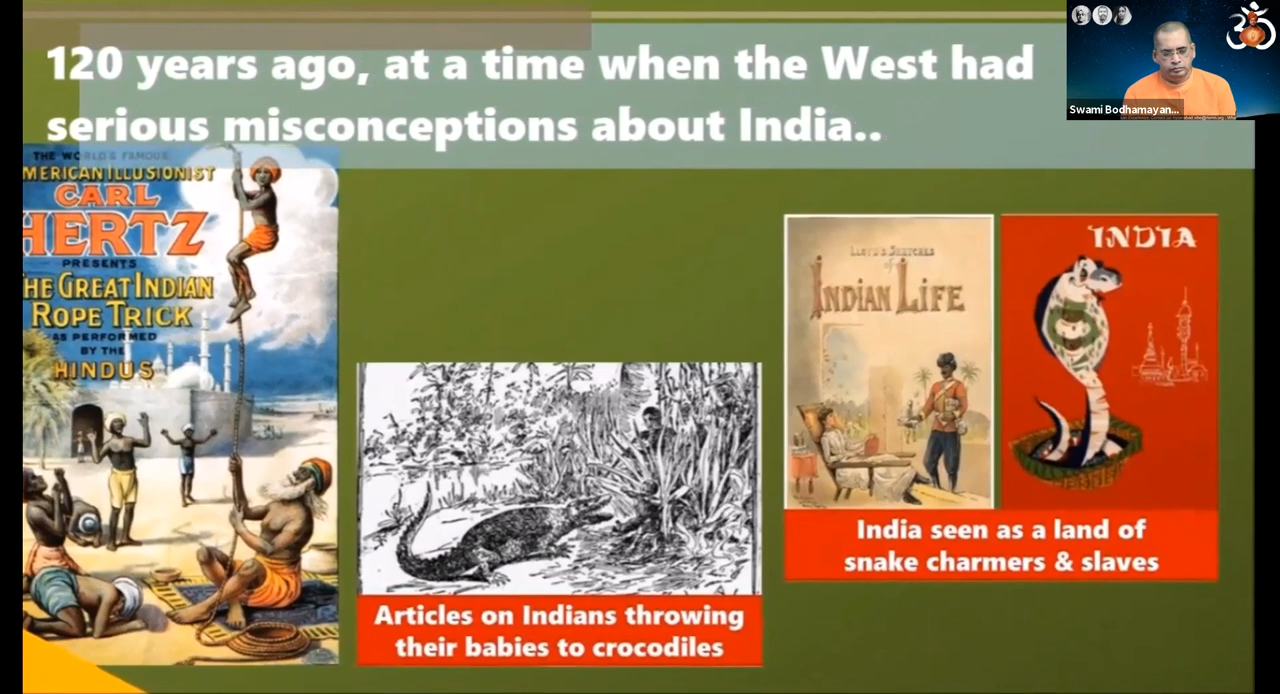 120 years ago, at a time when the West had
serious misconceptions about India..
Swami Bodhamayan...
THE WORLD'S FAMOUS
MERICAN ILLUSIONIST
CARL
HERTZ
PRESENTS
HE GREAT INDIAN
ROPE TRICK
AS PERFORMED
BY THE
HINDUS
Articles on Indians throwing
their babies to crocodiles
LLOYD'S SKETCHES
of
INDIAN LIFE
INDIA
India seen as a land of
snake charmers & slaves
ॐ